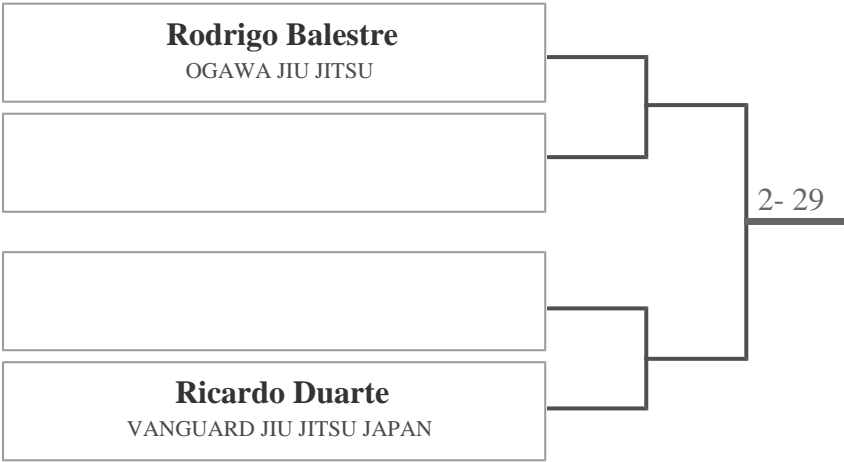 Rodrigo Balestre
OGAWA JIU JITSU
2- 29
Ricardo Duarte
VANGUARD JIU JITSU JAPAN